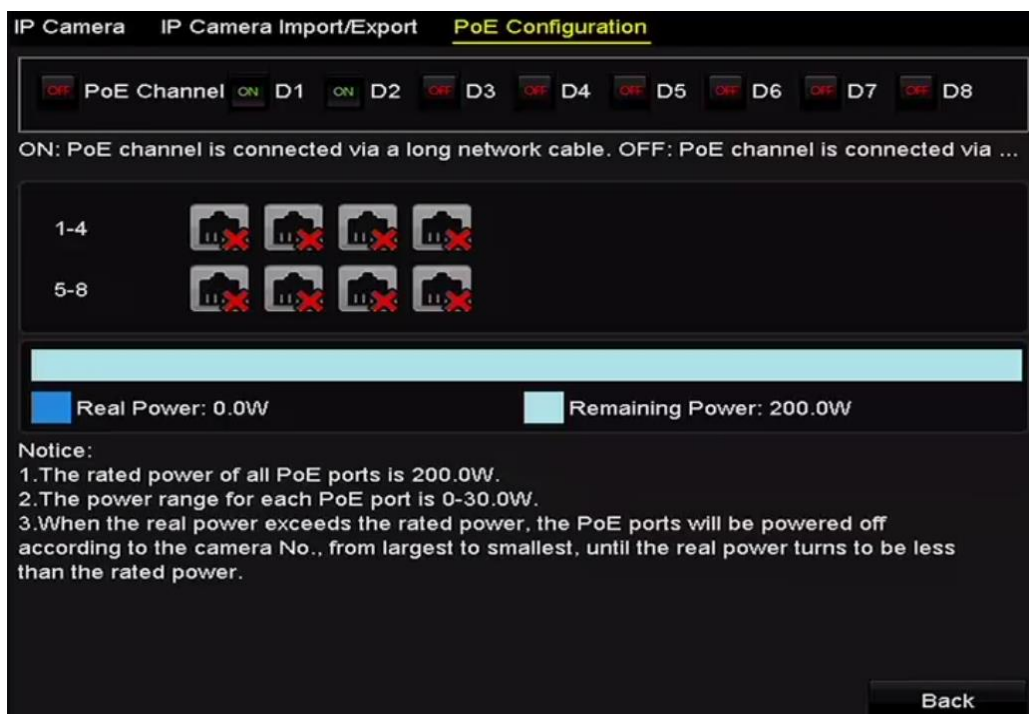 IP Camera IP Camera Import/Export PoE Configuration
OFF PoE Channel ON D1 ON D2 OFF D3 OFF D4 OFF D5 OFF D6 OFF D7 OFF D8
ON: PoE channel is connected via a long network cable. OFF: PoE channel is connected via ...
1-4
5-8
Real Power: 0.0W Remaining Power: 200.0W
Notice:
1.The rated power of all PoE ports is 200.0W.
2.The power range for each PoE port is 0-30.0W.
3.When the real power exceeds the rated power, the PoE ports will be powered off
according to the camera No., from largest to smallest, until the real power turns to be less
than the rated power.
Back